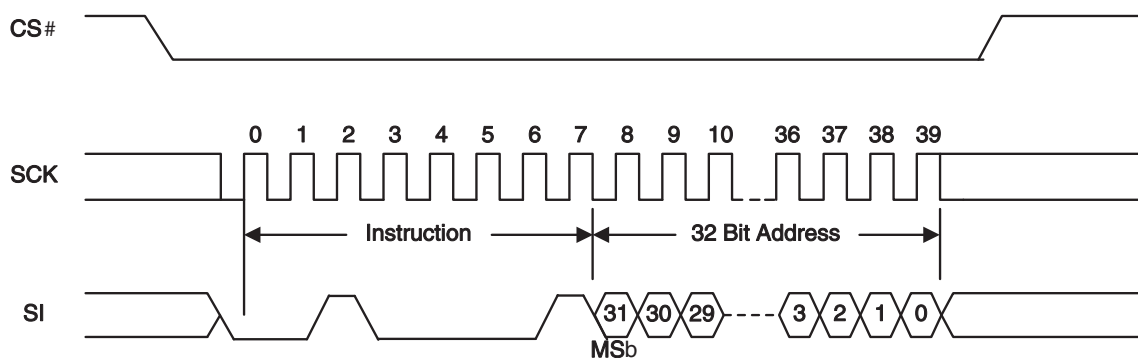 CS#
0 1 2 3 4 5 6 7 8 9 10 36 37 38 39
SCK
Instruction 32 Bit Address
SI 31 30 29 3 2 1 0
MSb